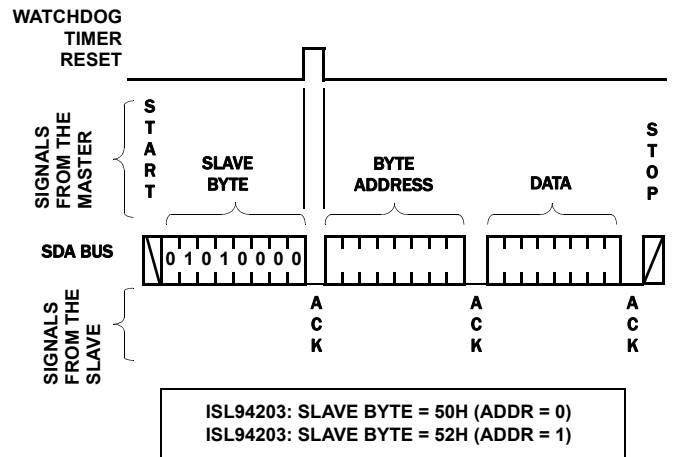 WATCHDOG
TIMER
RESET
SIGNALS
FROM THE
MASTER
START
SLAVE
BYTE
BYTE
ADDRESS
DATA
STOP
SDA BUS
0 1 0 1 0 0 0 0
SIGNALS
FROM THE
SLAVE
ACK
ACK
ACK
ISL94203: SLAVE BYTE = 50H (ADDR = 0)
ISL94203: SLAVE BYTE = 52H (ADDR = 1)